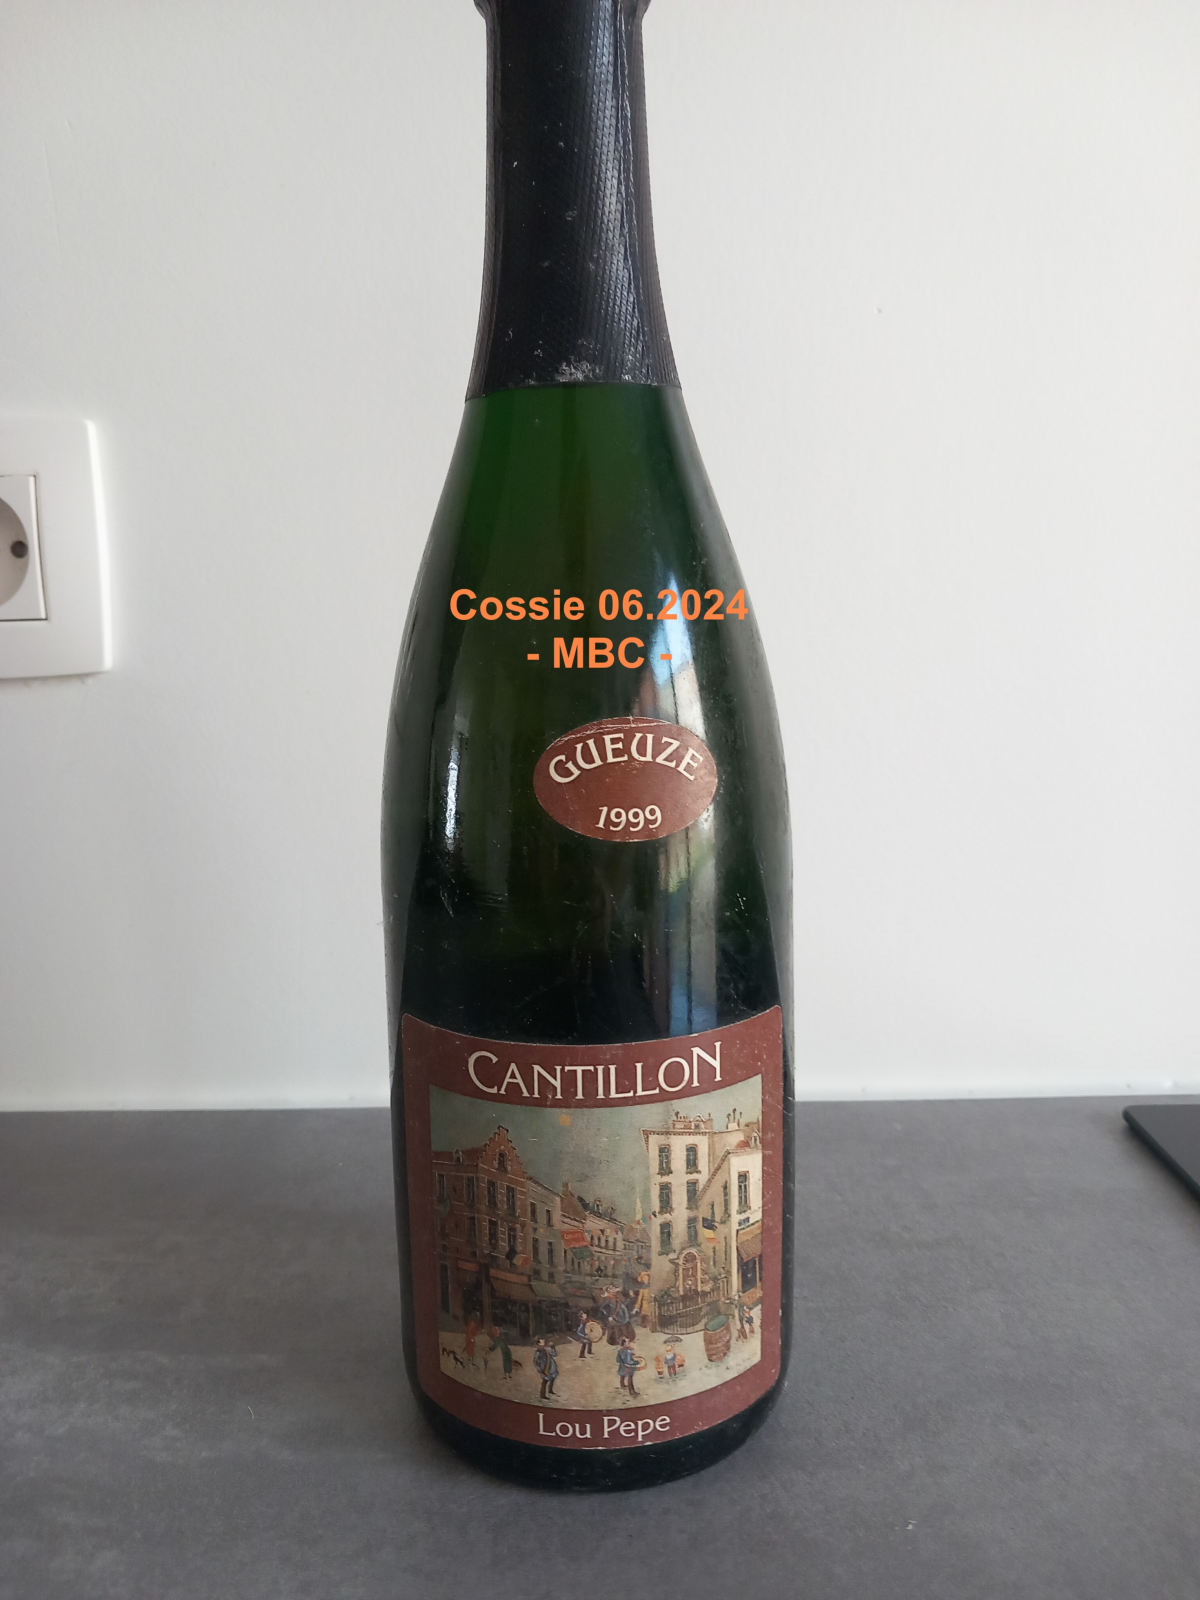 Cossie 06.2024
- MBC -
GUEUZE
1999
CANTILLON
Lou Pepe